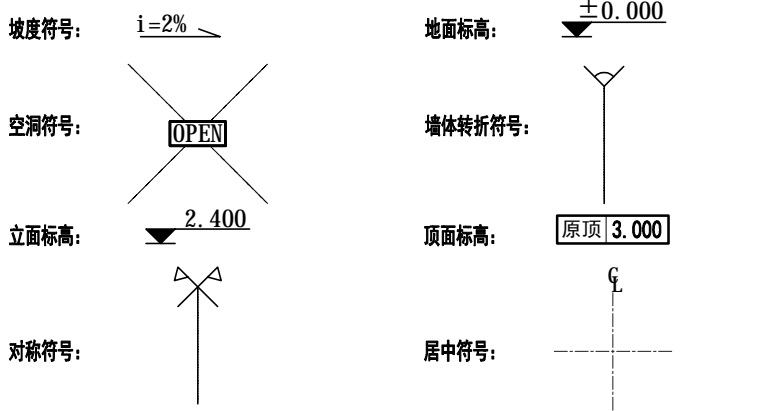 坡度符号： i=2%
地面标高： ±0.000
空洞符号： OPEN
墙体转折符号：
立面标高： 2.400
顶面标高： 原顶 3.000
对称符号：
居中符号： ℄